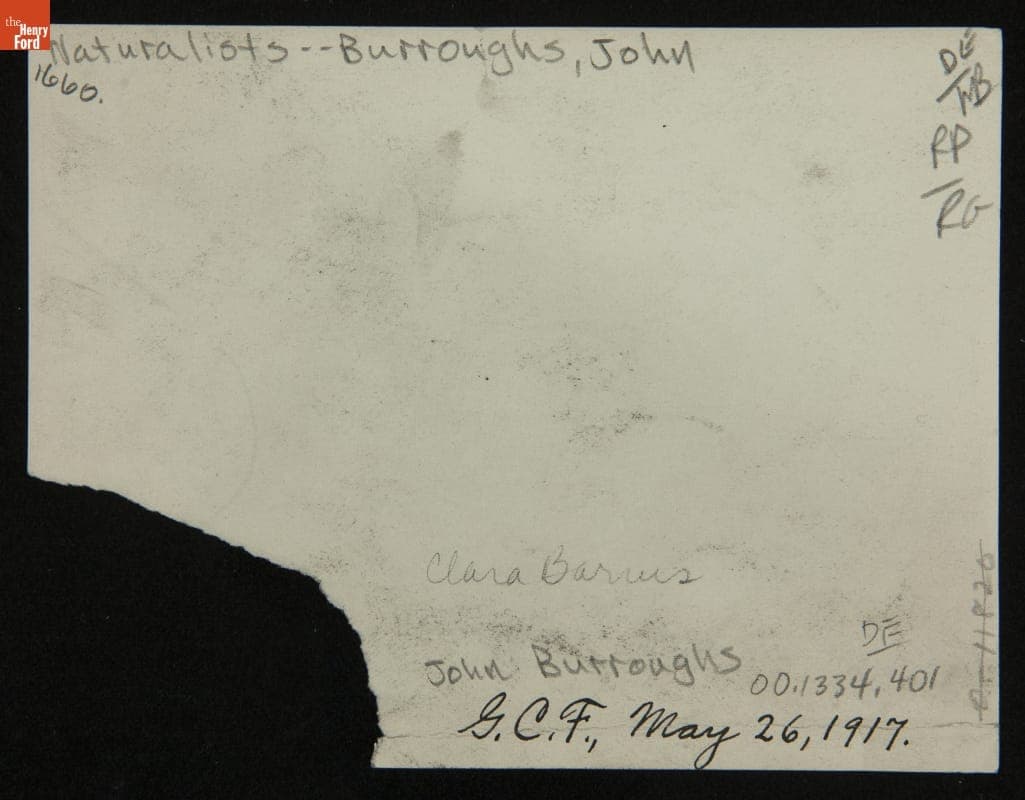 the Henry Ford
Naturalists--Burroughs, John
1660.
DE
RP
RG
Clara Barrus
DE
John Burroughs
00.1334.401
G.C.F., May 26, 1917.